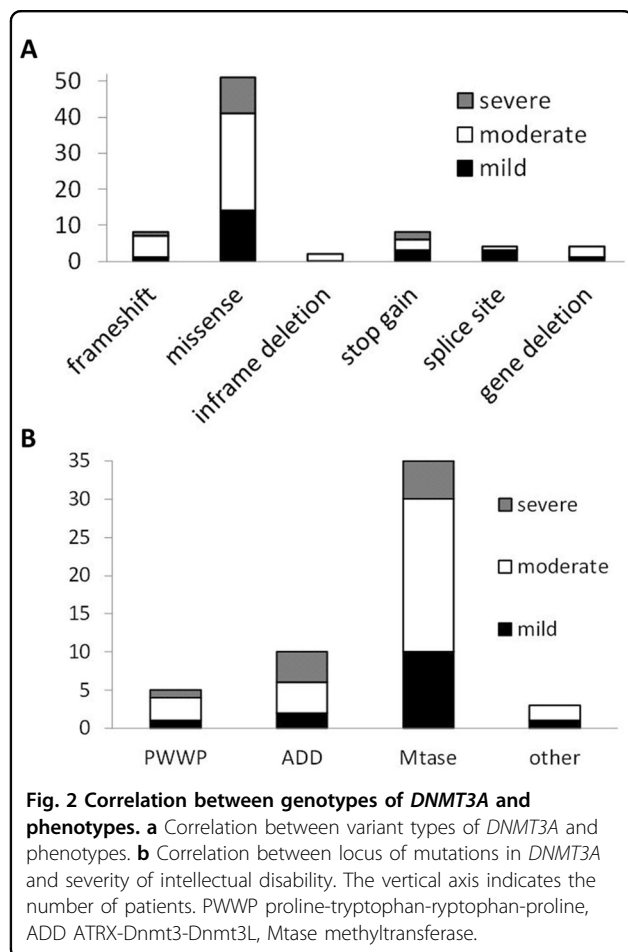 A
50
40
30
20
10
0
severe
moderate
mild
frameshift
missense
inframe deletion
stop gain
splice site
gene deletion
B
35
30
25
20
15
10
5
0
severe
moderate
mild
PWWP ADD Mtase other
Fig. 2 Correlation between genotypes of DNMT3A and
phenotypes. a Correlation between variant types of DNMT3A and
phenotypes. b Correlation between locus of mutations in DNMT3A
and severity of intellectual disability. The vertical axis indicates the
number of patients. PWWP proline-tryptophan-ryptophan-proline,
ADD ATRX-Dnmt3-Dnmt3L, Mtase methyltransferase.